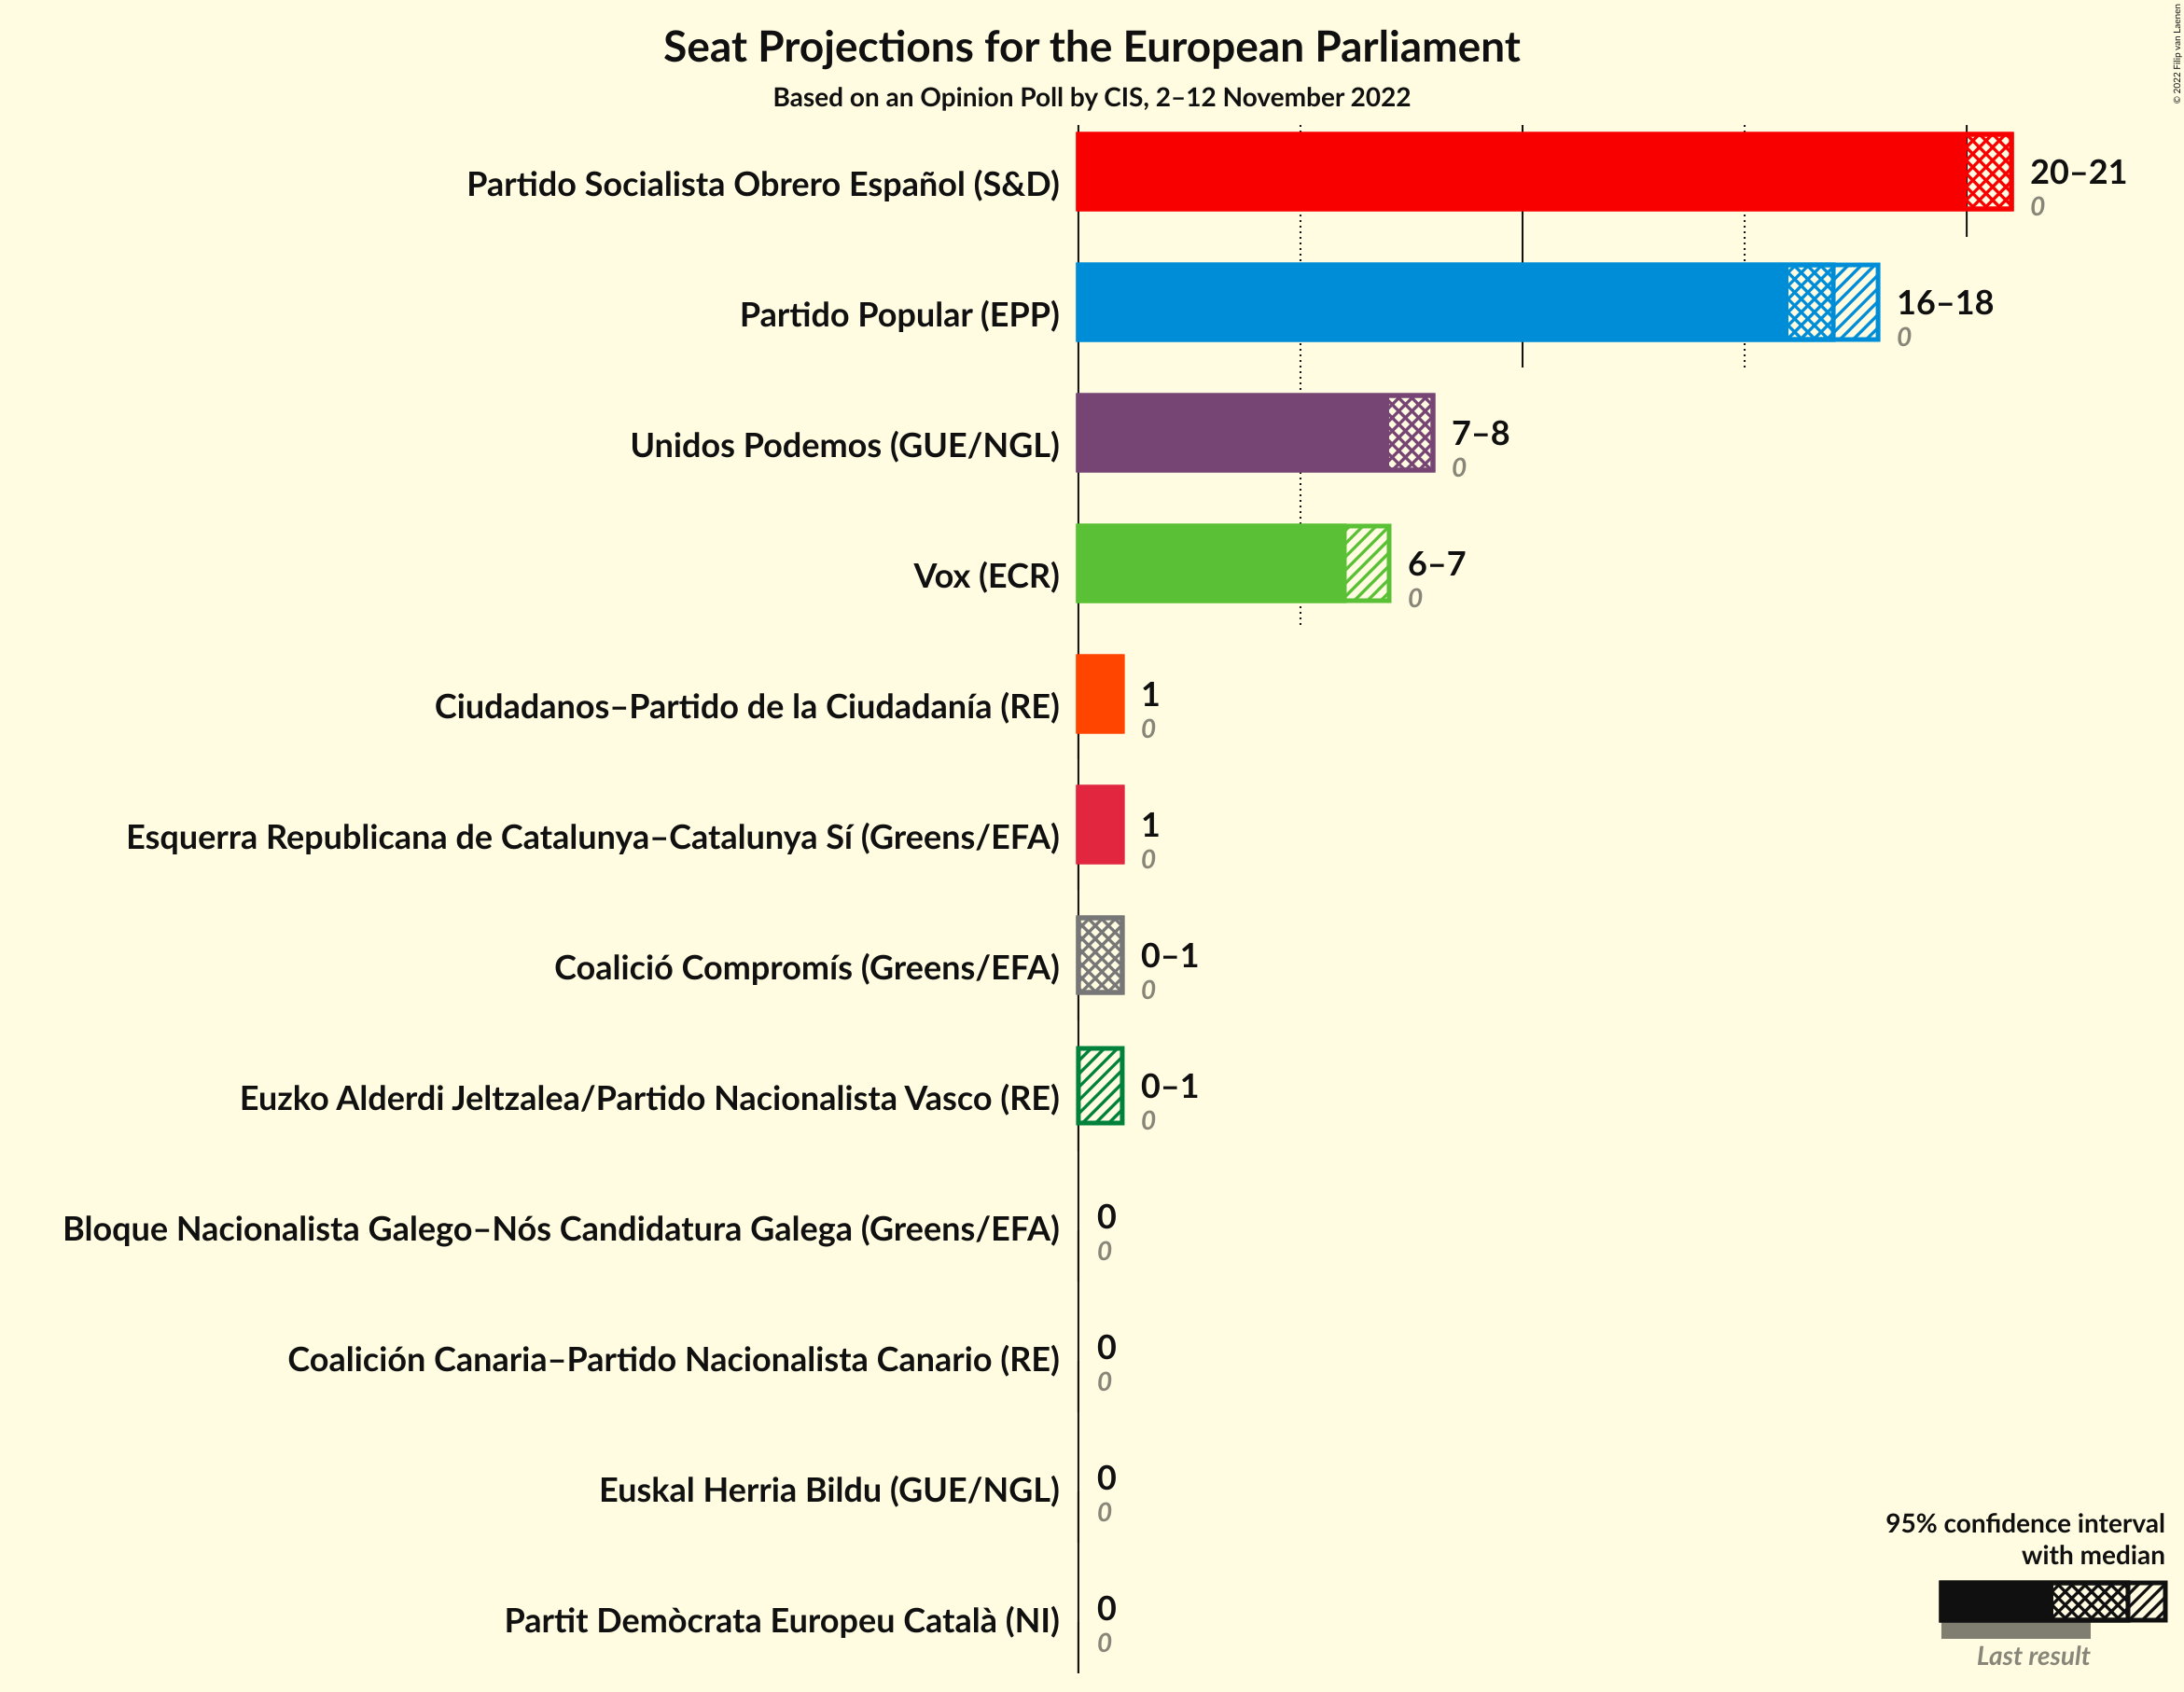 Seat Projections for the European Parliament
Based on an Opinion Poll by CIS, 2–12 November 2022
© 2022 Filip van Laenen
Partido Socialista Obrero Español (S&D)
20–21
0
Partido Popular (EPP)
16–18
0
Unidos Podemos (GUE/NGL)
7–8
0
Vox (ECR)
6–7
0
Ciudadanos–Partido de la Ciudadanía (RE)
1
0
Esquerra Republicana de Catalunya–Catalunya Sí (Greens/EFA)
1
0
Coalició Compromís (Greens/EFA)
0–1
0
Euzko Alderdi Jeltzalea/Partido Nacionalista Vasco (RE)
0–1
0
Bloque Nacionalista Galego–Nós Candidatura Galega (Greens/EFA)
0
0
Coalición Canaria–Partido Nacionalista Canario (RE)
0
0
Euskal Herria Bildu (GUE/NGL)
0
0
Partit Demòcrata Europeu Català (NI)
0
0
95% confidence interval
with median
Last result